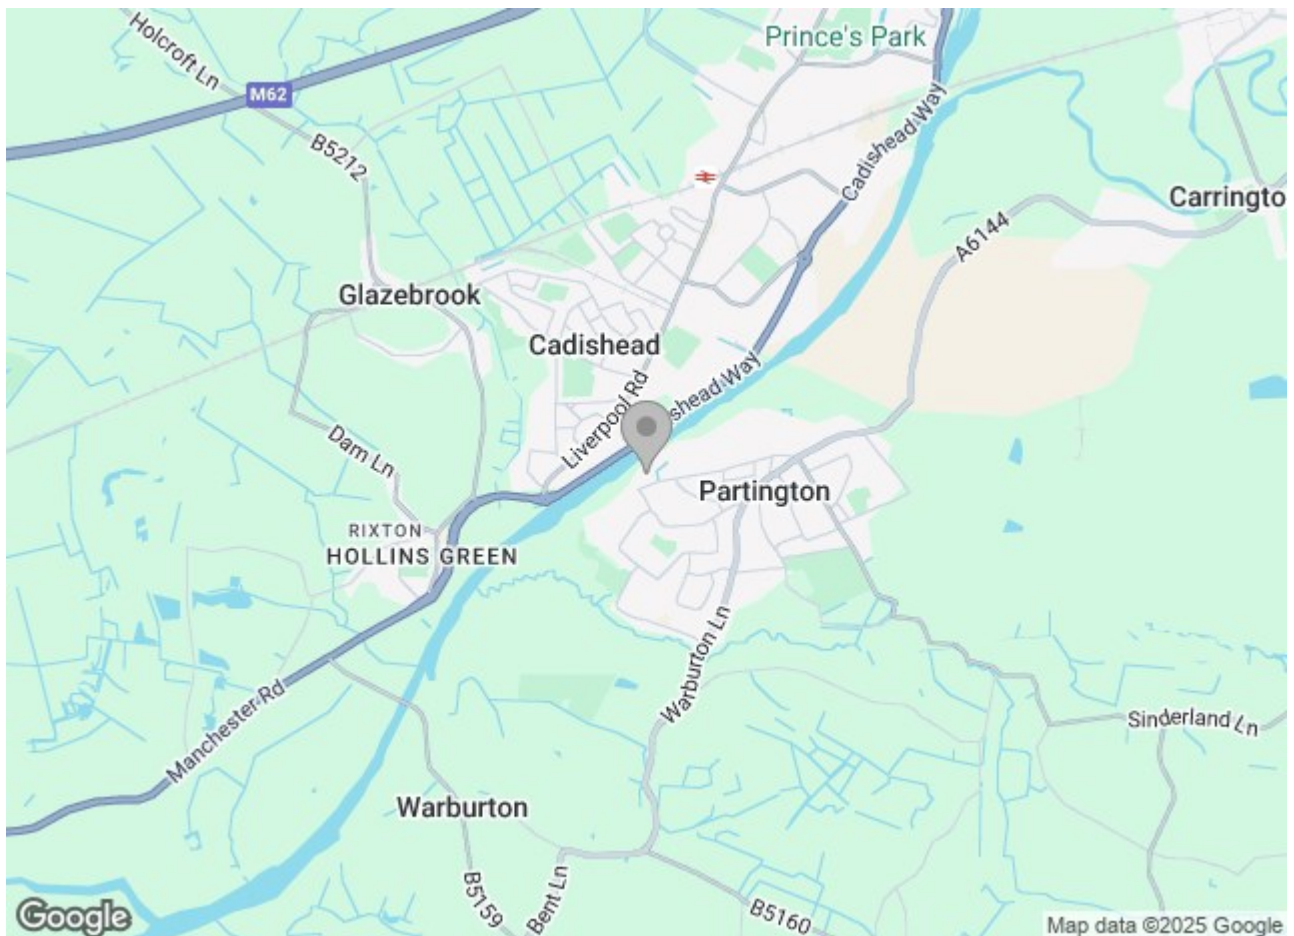 Holcroft Ln
Prince's Park
M62
B5212
Cadishead Way
Carringto
A6144
Glazebrook
Cadishead
Liverpool Rd
shead Way
Dam Ln
Partington
RIXTON
HOLLINS GREEN
Warburton Ln
Manchester Rd
Sinderland Ln
Warburton
B5159
Bent Ln
B5160
Google
Map data ©2025 Google